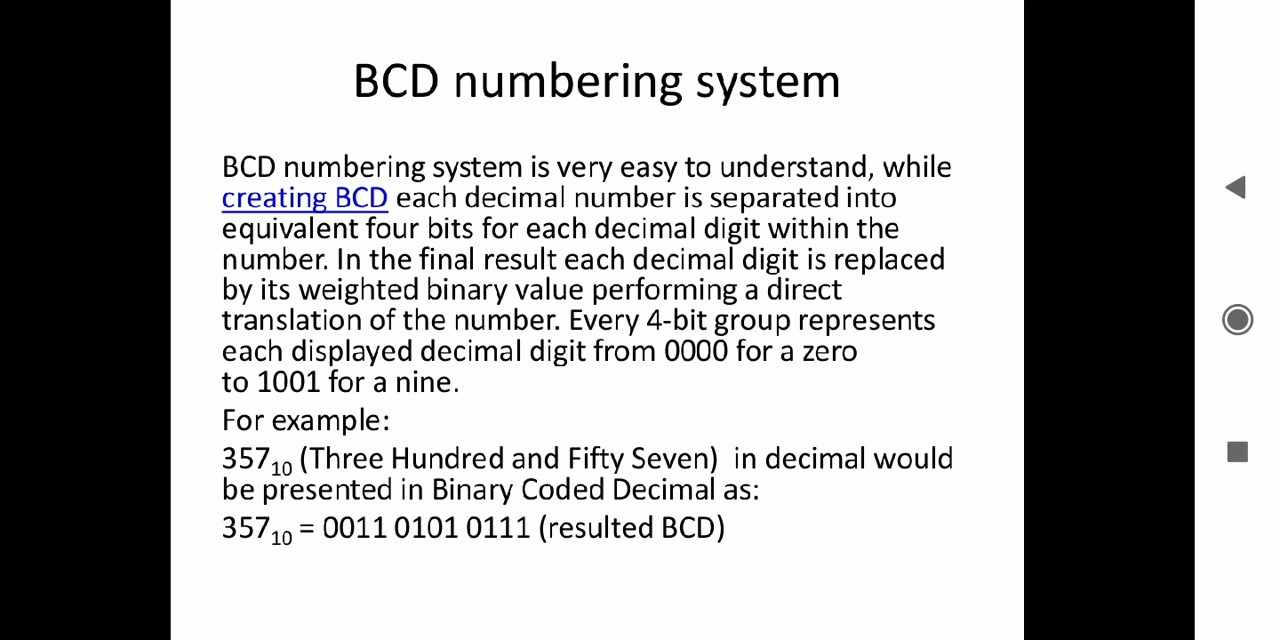 BCD numbering system
BCD numbering system is very easy to understand, while
creating BCD each decimal number is separated into
equivalent four bits for each decimal digit within the
number. In the final result each decimal digit is replaced
by its weighted binary value performing a direct
translation of the number. Every 4-bit group represents
each displayed decimal digit from 0000 for a zero
to 1001 for a nine.
For example:
357₁₀ (Three Hundred and Fifty Seven)  in decimal would
be presented in Binary Coded Decimal as:
357₁₀ = 0011 0101 0111 (resulted BCD)